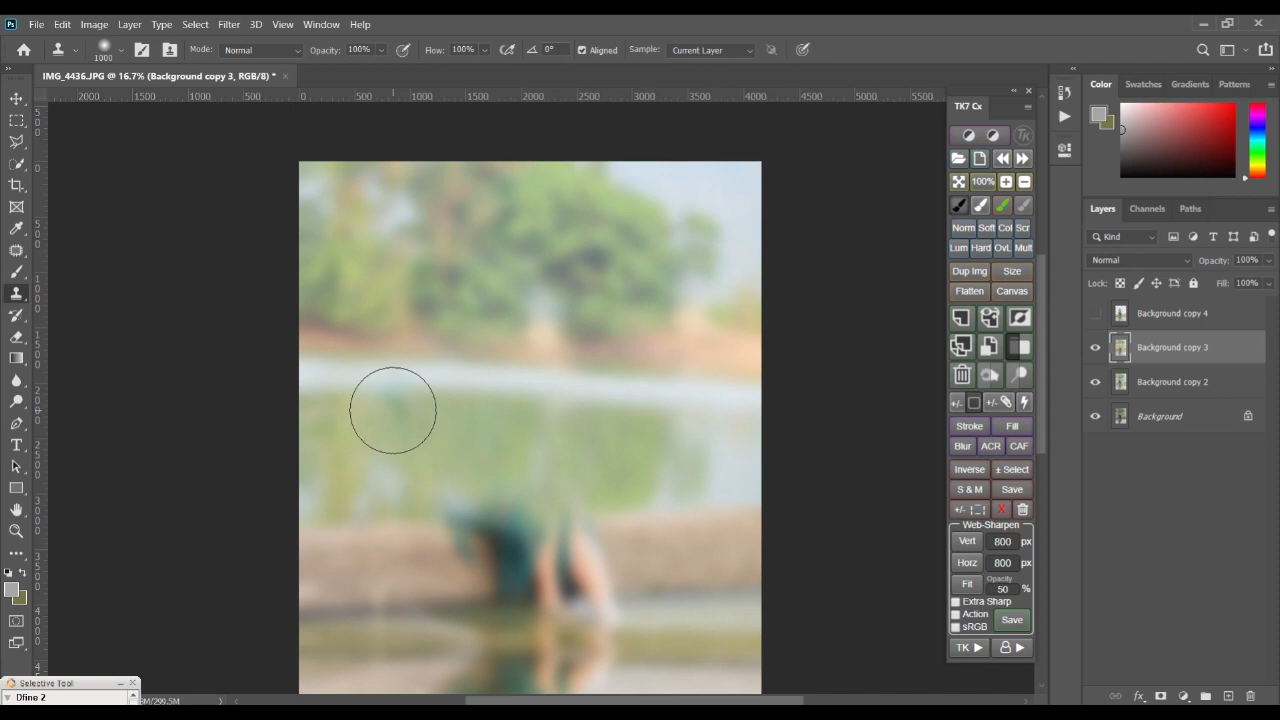 Ps File Edit Image Layer Type Select Filter 3D View Window Help
1000 Mode: Normal Opacity: 100% Flow: 100% 0° Aligned Sample: Current Layer
IMG_4436.JPG @ 16.7% (Background copy 3, RGB/8) * ×
2000 1500 1000 500 0 500 1000 1500 2000 2500 3000 3500 4000 4500 5000 5500
TK7 Cx
100%
Norm Soft Col Scr
Lum Hard OvL Mult
Dup Img Size
Flatten Canvas
+/- +/-
Stroke Fill
Blur ACR CAF
Inverse ± Select
S & M Save
+/- X
Web-Sharpen
Vert 800 px
Horz 800 px
Fit Opacity 50 %
Extra Sharp
Action
sRGB Save
TK
Color Swatches Gradients Patterns
Layers Channels Paths
Kind
Normal Opacity: 100%
Lock: Fill: 100%
Background copy 4
Background copy 3
Background copy 2
Background
fx
Selective Tool
Dfine 2
M/299.5M